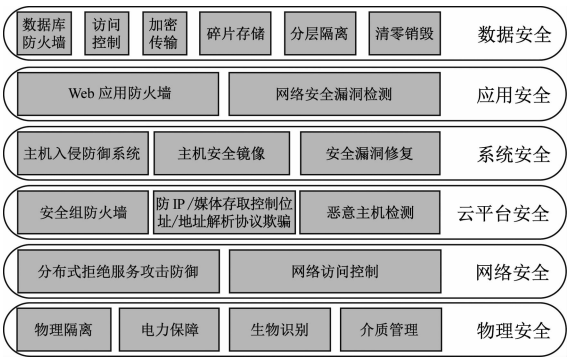 数据库
防火墙
访问
控制
加密
传输
碎片存储
分层隔离
清零销毁
数据安全
Web 应用防火墙
网络安全漏洞检测
应用安全
主机入侵防御系统
主机安全镜像
安全漏洞修复
系统安全
安全组防火墙
防 IP /媒体存取控制位
址/地址解析协议欺骗
恶意主机检测
云平台安全
分布式拒绝服务攻击防御
网络访问控制
网络安全
物理隔离
电力保障
生物识别
介质管理
物理安全